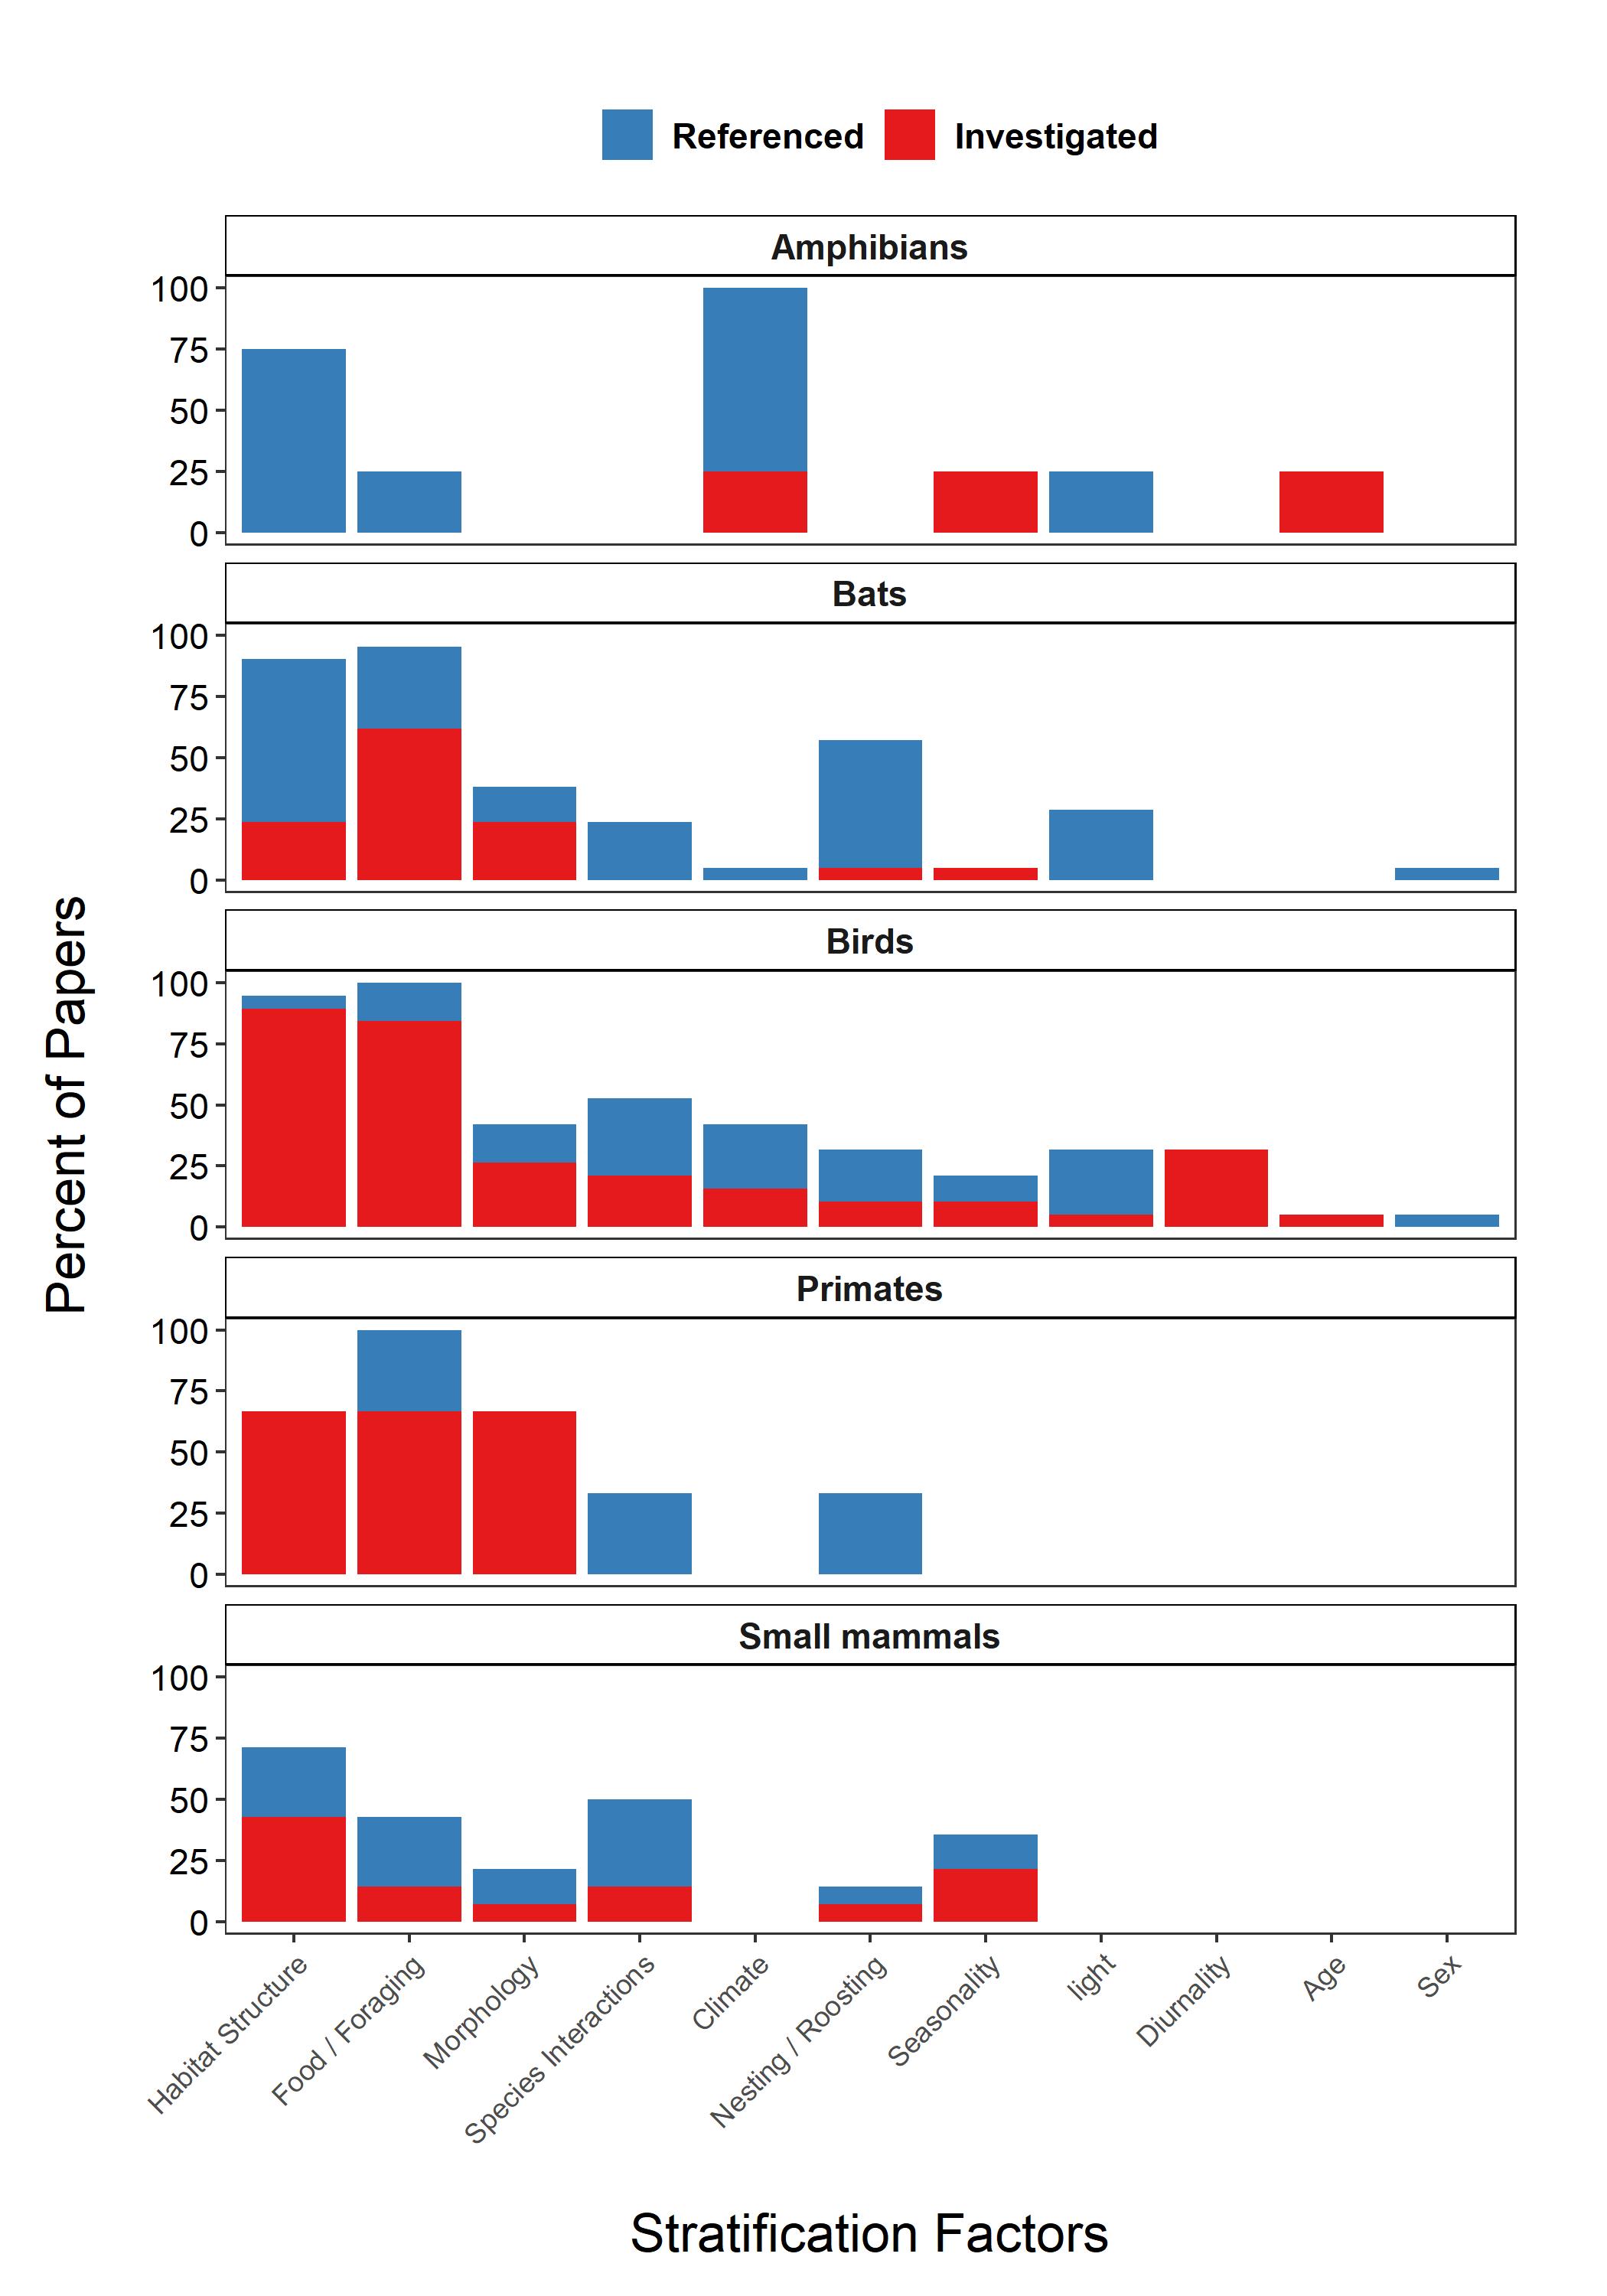 Referenced Investigated
Amphibians
100
75
50
25
0
Bats
100
75
50
25
0
Birds
100
75
50
25
0
Primates
100
75
50
25
0
Small mammals
100
75
50
25
0
Percent of Papers
Habitat Structure
Food / Foraging
Morphology
Species Interactions
Climate
Nesting / Roosting
Seasonality
light
Diurnality
Age
Sex
Stratification Factors